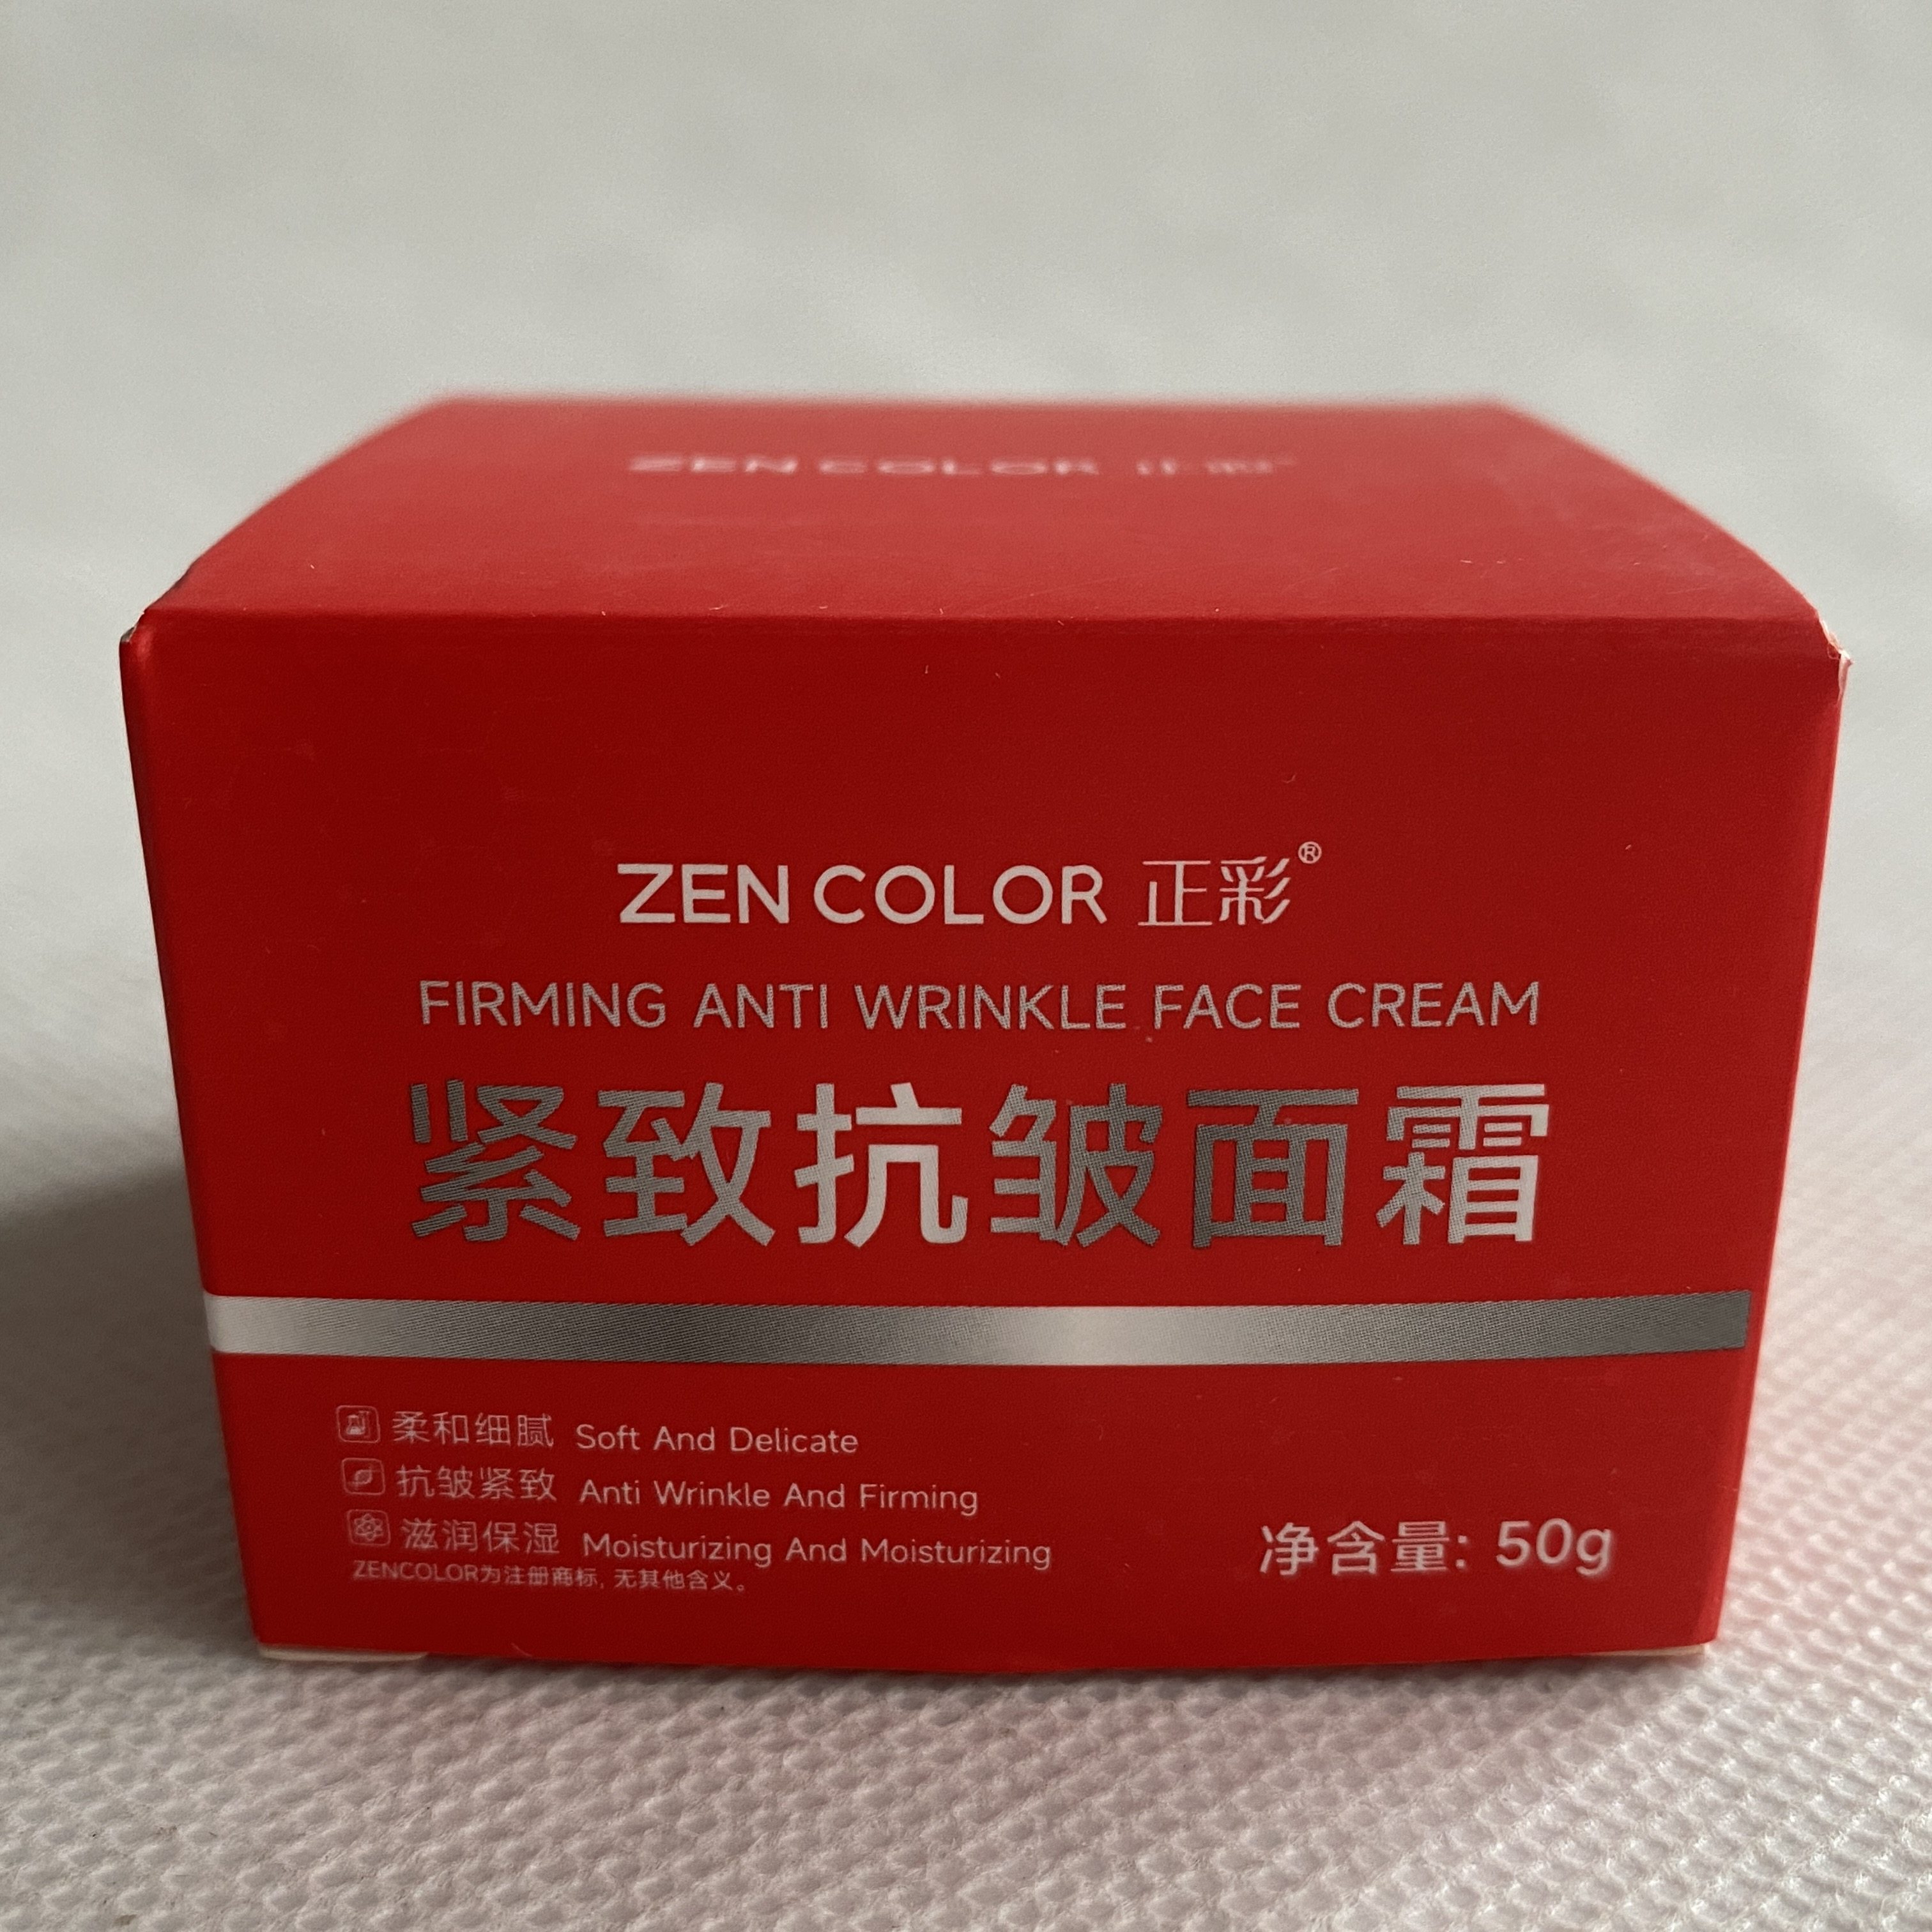 ZEN COLOR 正彩
ZEN COLOR 正彩®
FIRMING ANTI WRINKLE FACE CREAM
紧致抗皱面霜
柔和细腻 Soft And Delicate
抗皱紧致 Anti Wrinkle And Firming
滋润保湿 Moisturizing And Moisturizing
ZENCOLOR为注册商标, 无其他含义。
净含量: 50g